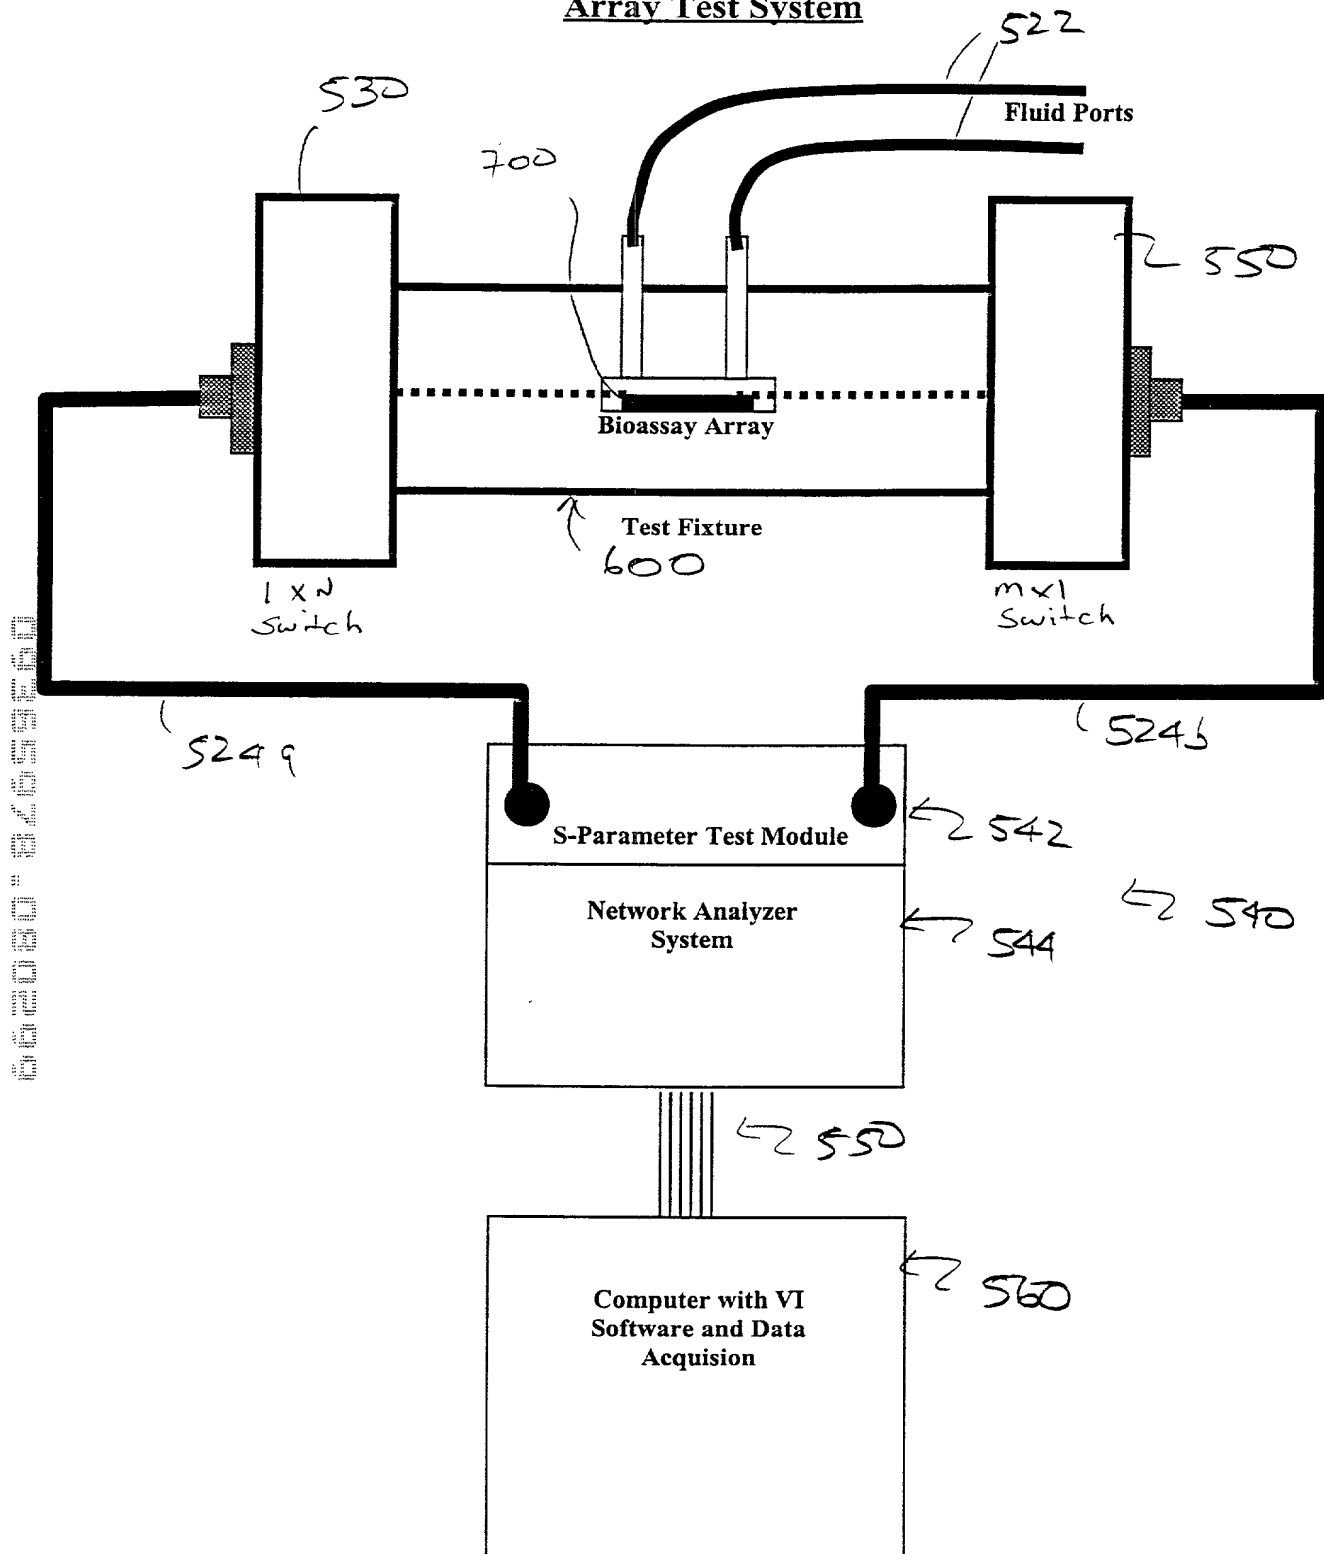 Array Test System
522
530
Fluid Ports
700
550
Bioassay Array
Test Fixture
600
1 x N
Switch
m x 1
Switch
524a
524b
S-Parameter Test Module
542
Network Analyzer
System
540
544
550
560
Computer with VI
Software and Data
Acquision